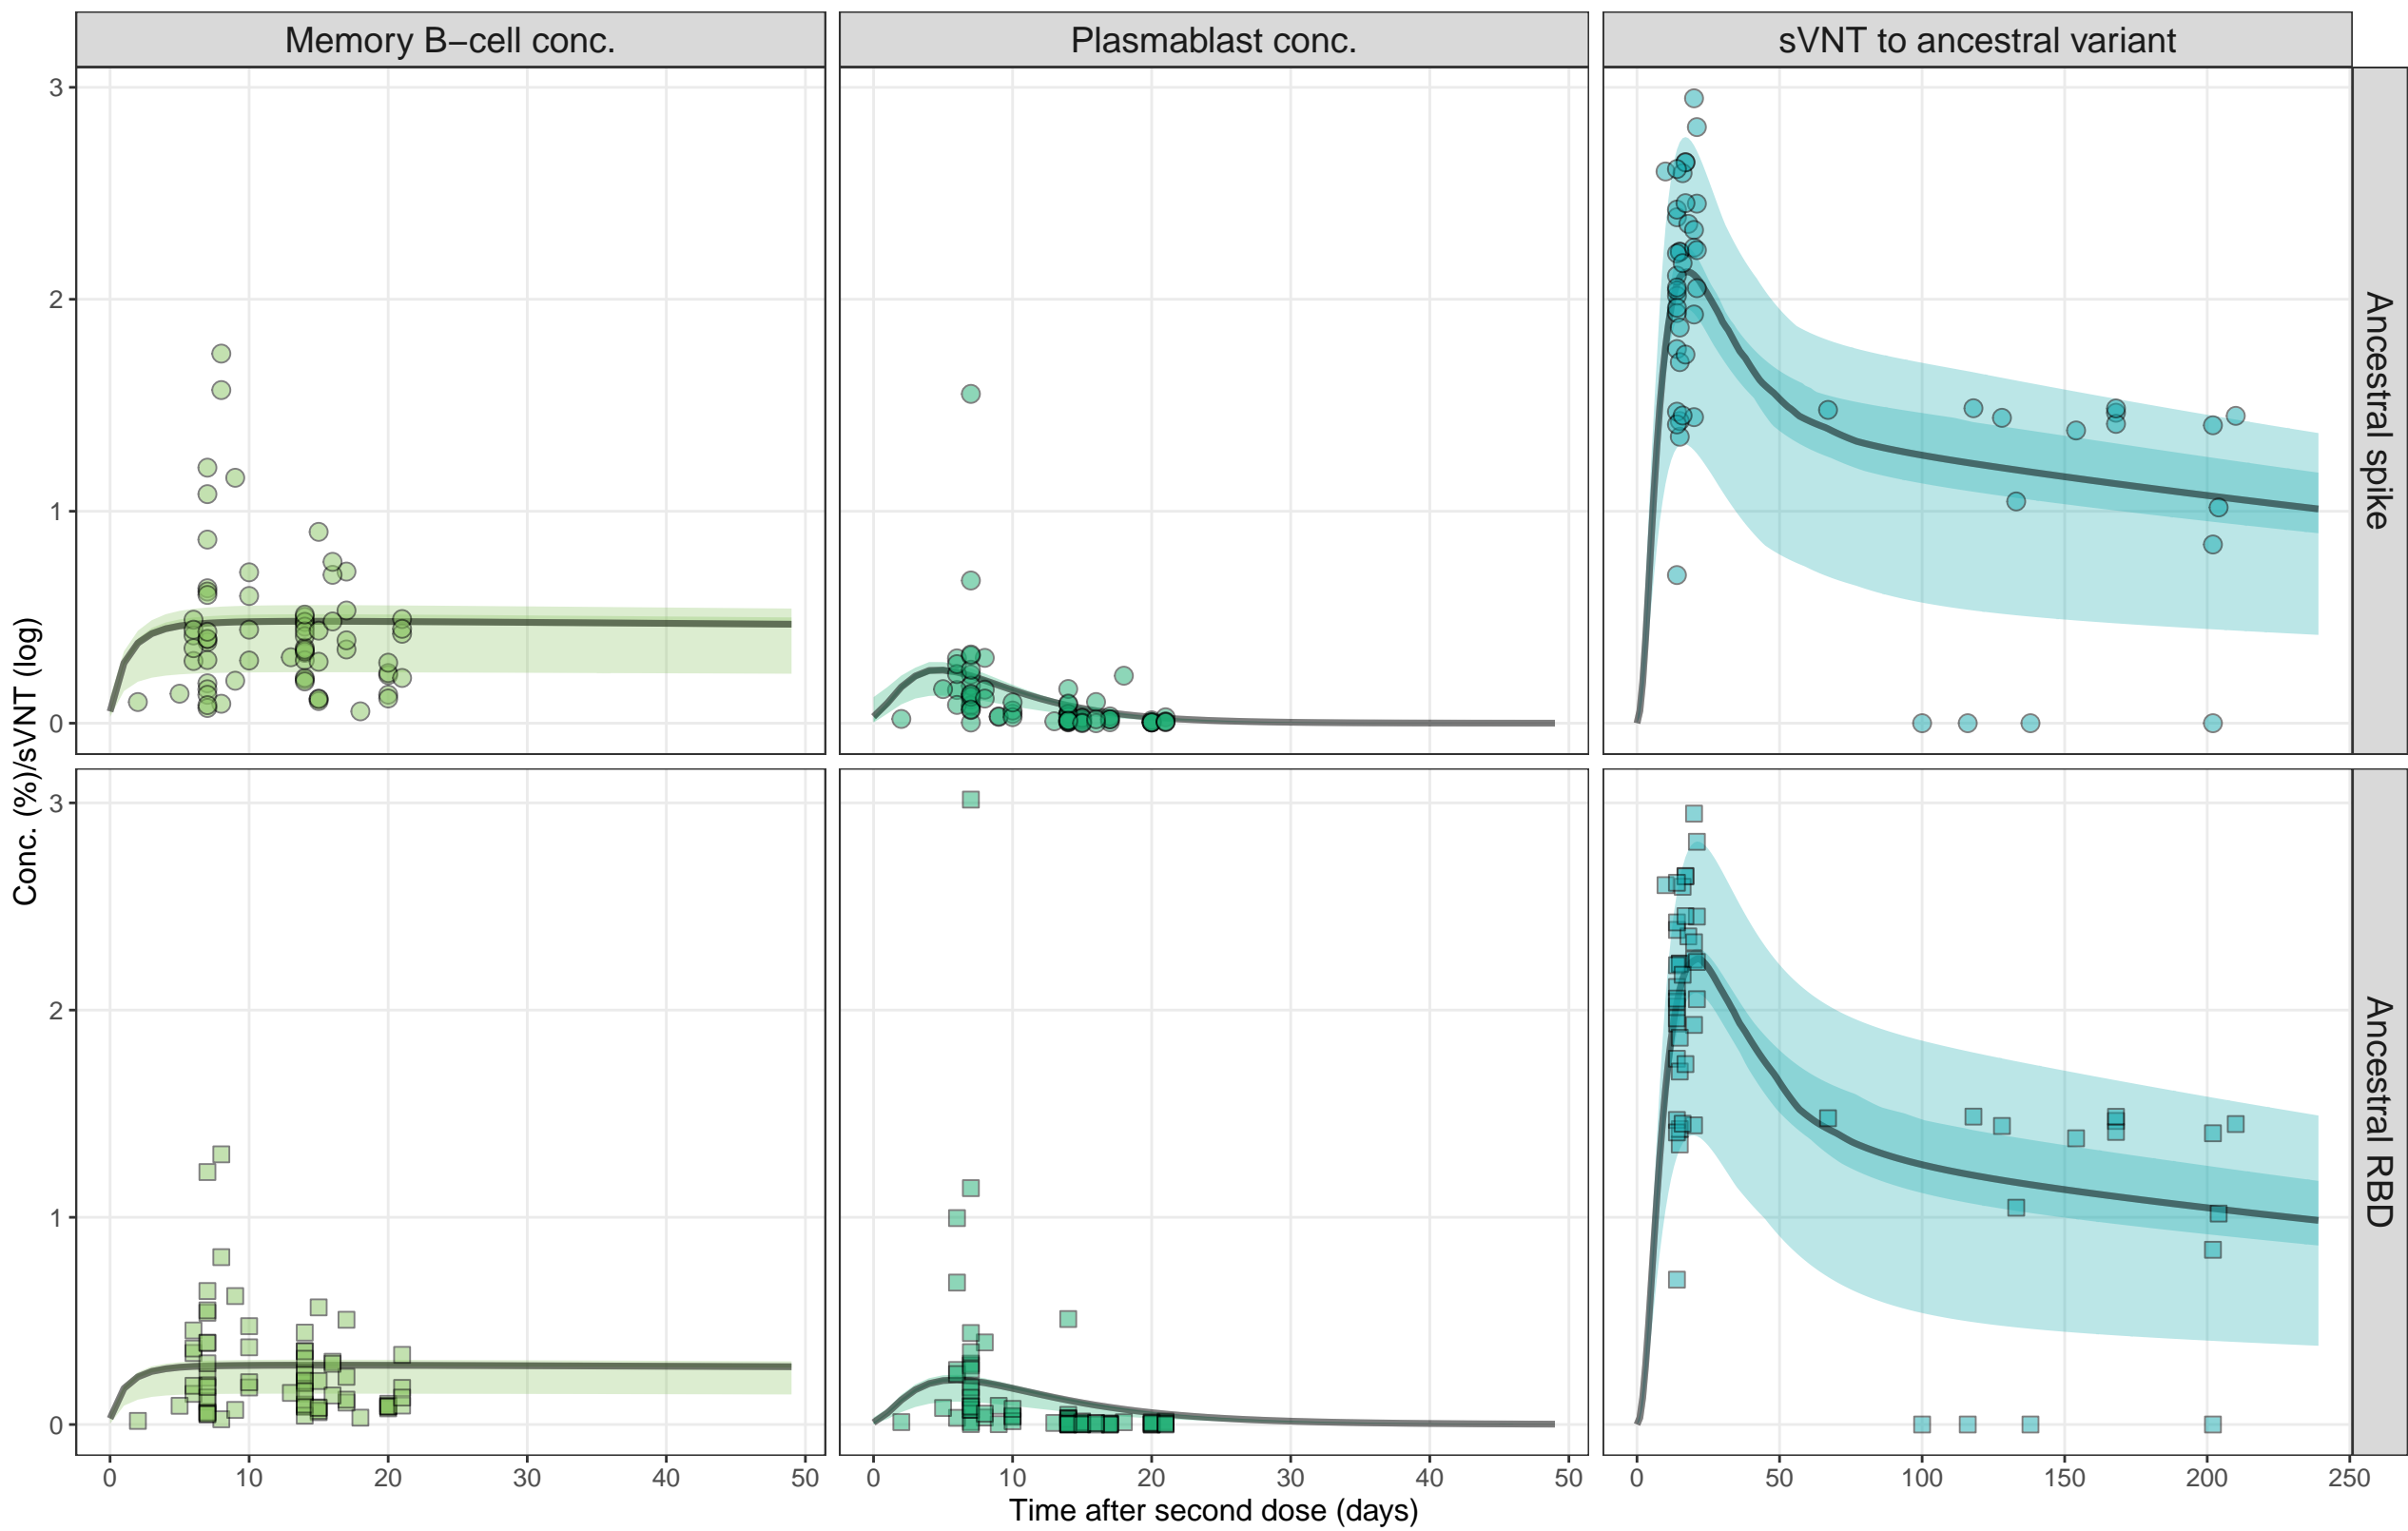 Memory B−cell conc.
Plasmablast conc.
sVNT to ancestral variant
3
2
1
0
Ancestral spike
Conc. (%)/sVNT (log)
3
2
1
0
Ancestral RBD
0 10 20 30 40 50
0 10 20 30 40 50
0 50 100 150 200 250
Time after second dose (days)